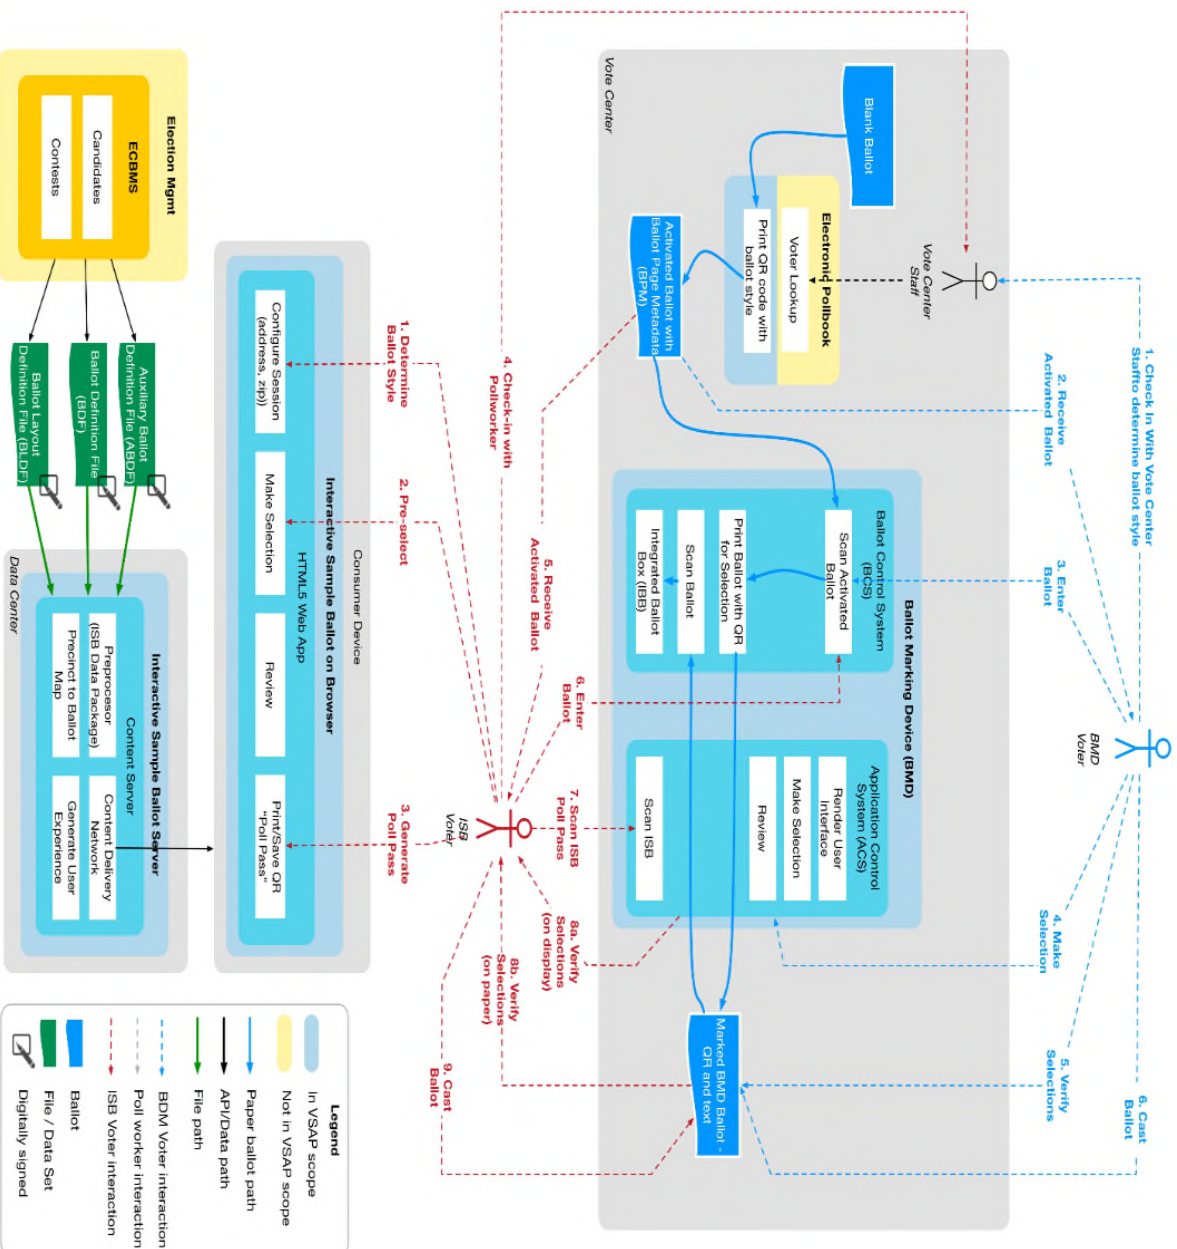 1. Check In With Vote Center
Staffto determine ballot style
2. Receive
Activated Ballot
3. Enter
Ballot
BMD
Voter
4. Make
Selection
5. Verify
Selections
6. Cast
Ballot
Vote Center
Blank Ballot
Vote Center
Staff
Electronic Pollbook
Voter Lookup
Print QR code with
ballot style
Activated Ballot with
Ballot Page Metadata
(BPM)
Ballot Marking Device (BMD)
Ballot Control System
(BCS)
Scan Activated
Ballot
Print Ballot with QR
for Selection
Scan Ballot
Integrated Ballot
Box (IBB)
Application Control
System (ACS)
Render User
Interface
Make Selection
Review
Scan ISB
Marked BMD Ballot -
QR and text
4. Check-in with
Pollworker
5. Receive
Activated Ballot
6. Enter
Ballot
7. Scan ISB
Poll Pass
8a. Verify
Selections
(on display)
8b. Verify
Selections
(on paper)
9. Cast
Ballot
ISB
Voter
1. Determine
Ballot Style
2. Pre-select
3. Generate
Poll Pass
Consumer Device
Interactive Sample Ballot on Browser
HTML5 Web App
Configure Session
(address, zip))
Make Selection
Review
Print/Save QR
"Poll Pass"
Election Mgmt
ECBMS
Candidates
Contests
Auxiliary Ballot
Definition File (ABDF)
Ballot Definition File
(BDF)
Ballot Layout
Definition File (BLDF)
Interactive Sample Ballot Server
Content Server
Preprocesor
(ISB Data Package)
Precinct to Ballot
Map
Content Delivery
Network
Generate User
Experience
Data Center
Legend
In VSAP scope
Not in VSAP scope
Paper ballot path
API/Data path
File path
BDM Voter interaction
Poll worker interaction
ISB Voter interaction
Ballot
File / Data Set
Digitally signed